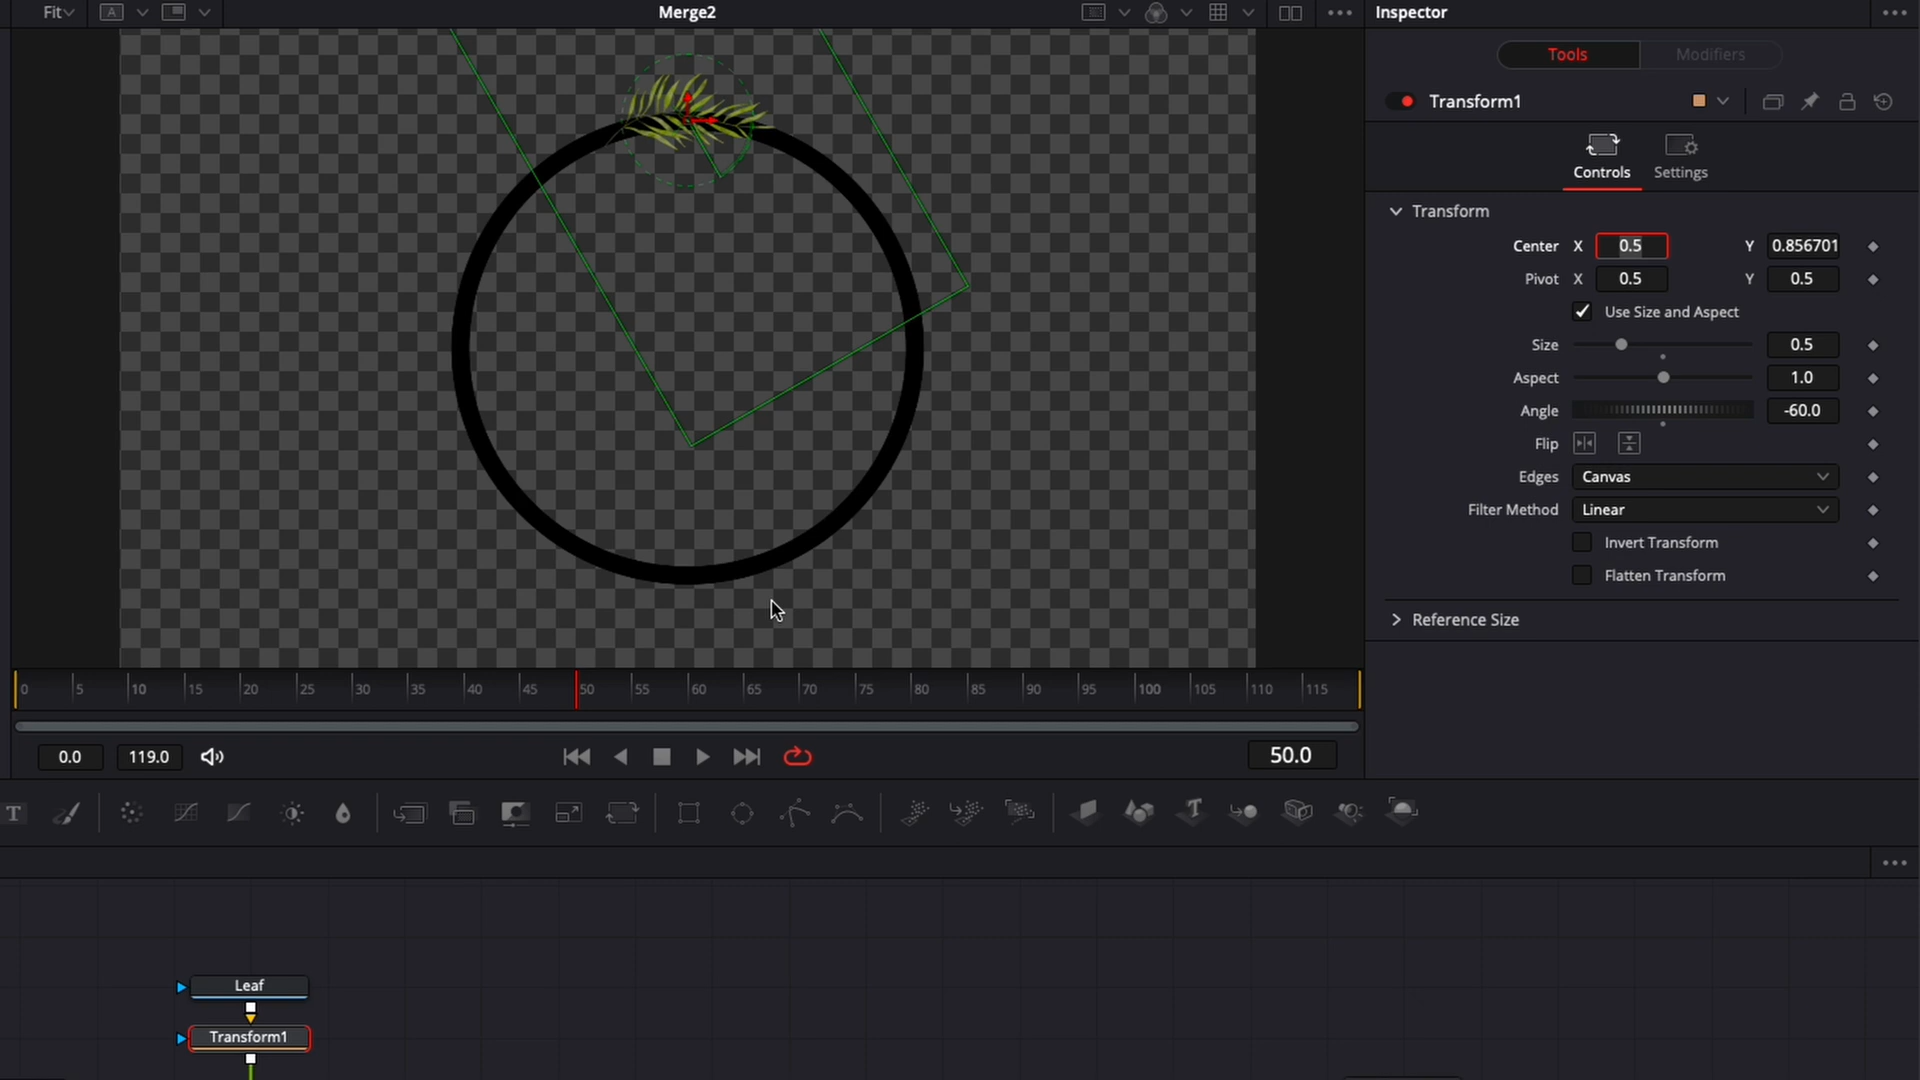 Fit
A
Merge2
Inspector
Tools
Modifiers
Transform1
Controls
Settings
Transform
Center X 0.5 Y 0.856701
Pivot X 0.5 Y 0.5
Use Size and Aspect
Size 0.5
Aspect 1.0
Angle -60.0
Flip
Edges Canvas
Filter Method Linear
Invert Transform
Flatten Transform
Reference Size
0 5 10 15 20 25 30 35 40 45 50 55 60 65 70 75 80 85 90 95 100 105 110 115
0.0 119.0 50.0
T
Leaf
Transform1